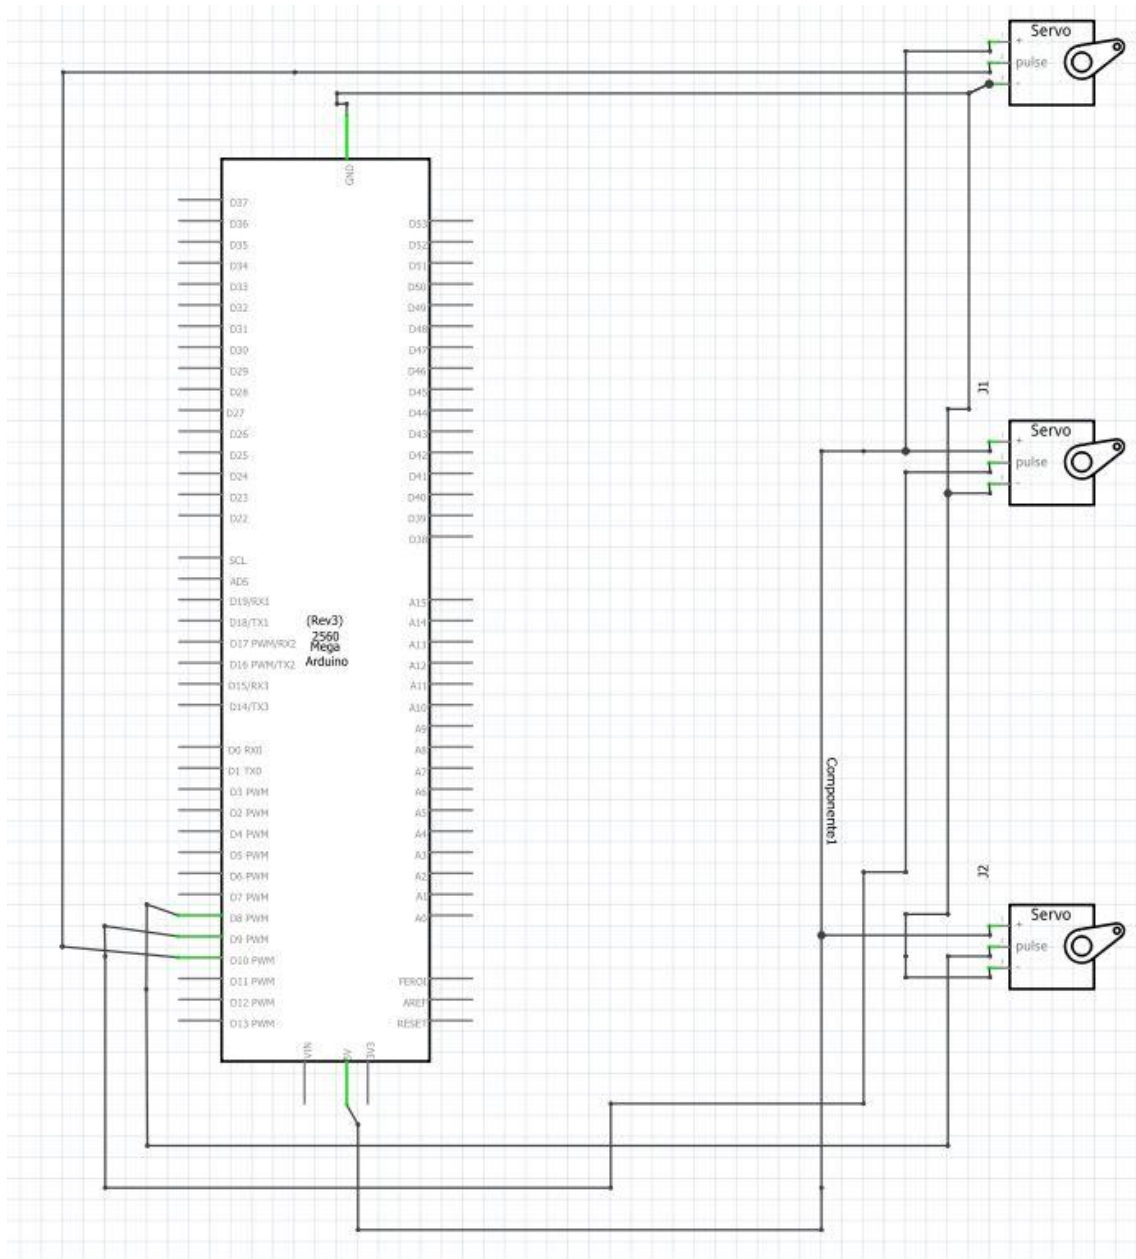 Servo
+
pulse
-
GND
D37
D36
D35
D34
D33
D32
D31
D30
D29
D28
D27
D26
D25
D24
D23
D22
SCL
ADS
D19/RX1
D18/TX1
D17 PWM/RX2
D16 PWM/TX2
D15/RX3
D14/TX3
D0 RX0
D1 TX0
D3 PWM
D2 PWM
D4 PWM
D5 PWM
D6 PWM
D7 PWM
D8 PWM
D9 PWM
D10 PWM
D11 PWM
D12 PWM
D13 PWM
D53
D52
D51
D50
D49
D48
D47
D46
D45
D44
D43
D42
D41
D40
D39
D38
A15
A14
A13
A12
A11
A10
A9
A8
A7
A6
A5
A4
A3
A2
A1
A0
AREF
RESET
(Rev3)
2560
Mega
Arduino
VIN
5V
3V3
J1
Servo
+
pulse
-
Componente1
J2
Servo
+
pulse
-